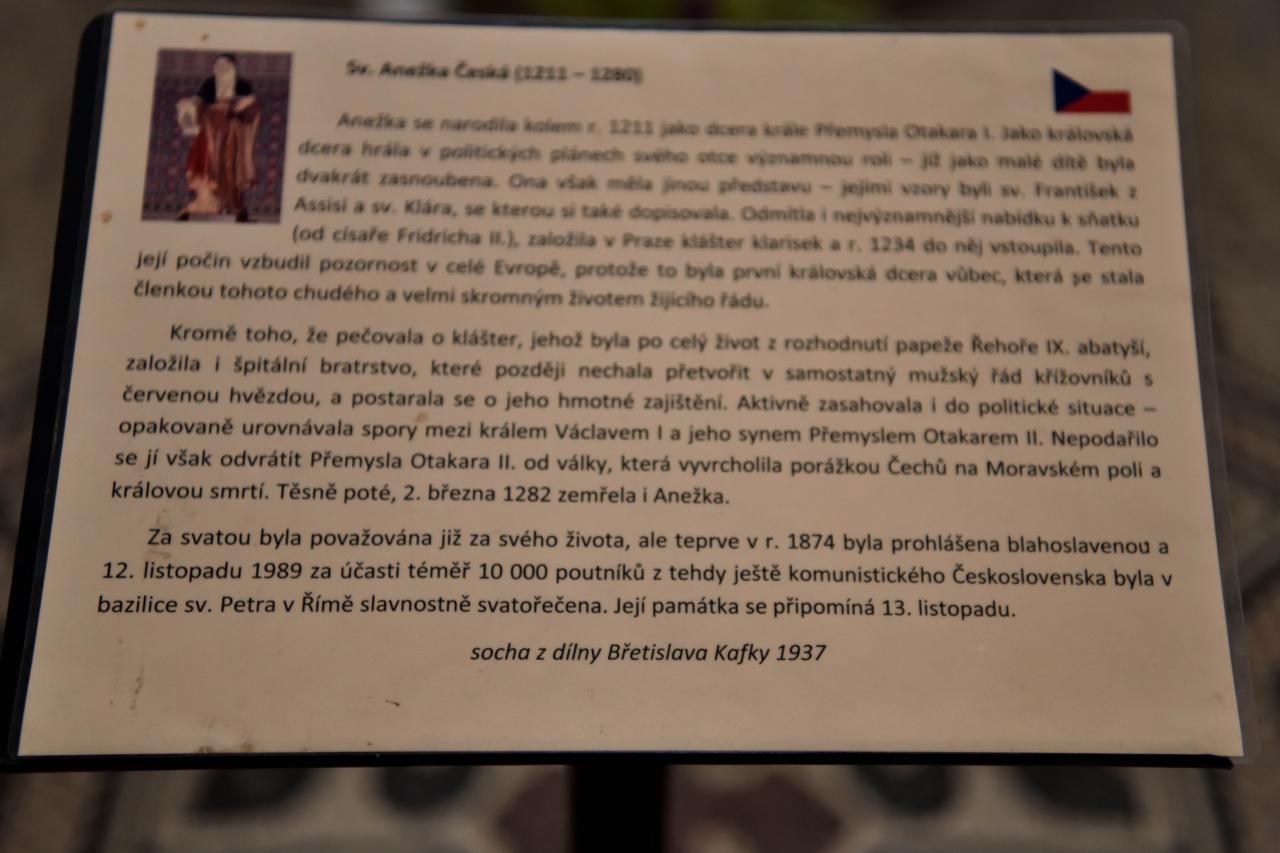 Sv. Anežka Česká (1211 – 1280)
Anežka se narodila kolem r. 1211 jako dcera krále Přemysla Otakara I. Jako královská
dcera hrála v politických plánech svého otce významnou roli – již jako malé dítě byla
dvakrát zasnoubena. Ona však měla jinou představu – jejími vzory byli sv. František z
Assisi a sv. Klára, se kterou si také dopisovala. Odmítla i nejvýznamnější nabídku k sňatku
(od císaře Fridricha II.), založila v Praze klášter klarisek a r. 1234 do něj vstoupila. Tento
její počin vzbudil pozornost v celé Evropě, protože to byla první královská dcera vůbec, která se stala
členkou tohoto chudého a velmi skromným životem žijícího řádu.
Kromě toho, že pečovala o klášter, jehož byla po celý život z rozhodnutí papeže Řehoře IX. abatyší,
založila i špitální bratrstvo, které později nechala přetvořit v samostatný mužský řád křížovníků s
červenou hvězdou, a postarala se o jeho hmotné zajištění. Aktivně zasahovala i do politické situace –
opakovaně urovnávala spory mezi králem Václavem I a jeho synem Přemyslem Otakarem II. Nepodařilo
se jí však odvrátit Přemysla Otakara II. od války, která vyvrcholila porážkou Čechů na Moravském poli a
královou smrtí. Těsně poté, 2. března 1282 zemřela i Anežka.
Za svatou byla považována již za svého života, ale teprve v r. 1874 byla prohlášena blahoslavenou a
12. listopadu 1989 za účasti téměř 10 000 poutníků z tehdy ještě komunistického Československa byla v
bazilice sv. Petra v Římě slavnostně svatořečena. Její památka se připomíná 13. listopadu.
socha z dílny Břetislava Kafky 1937